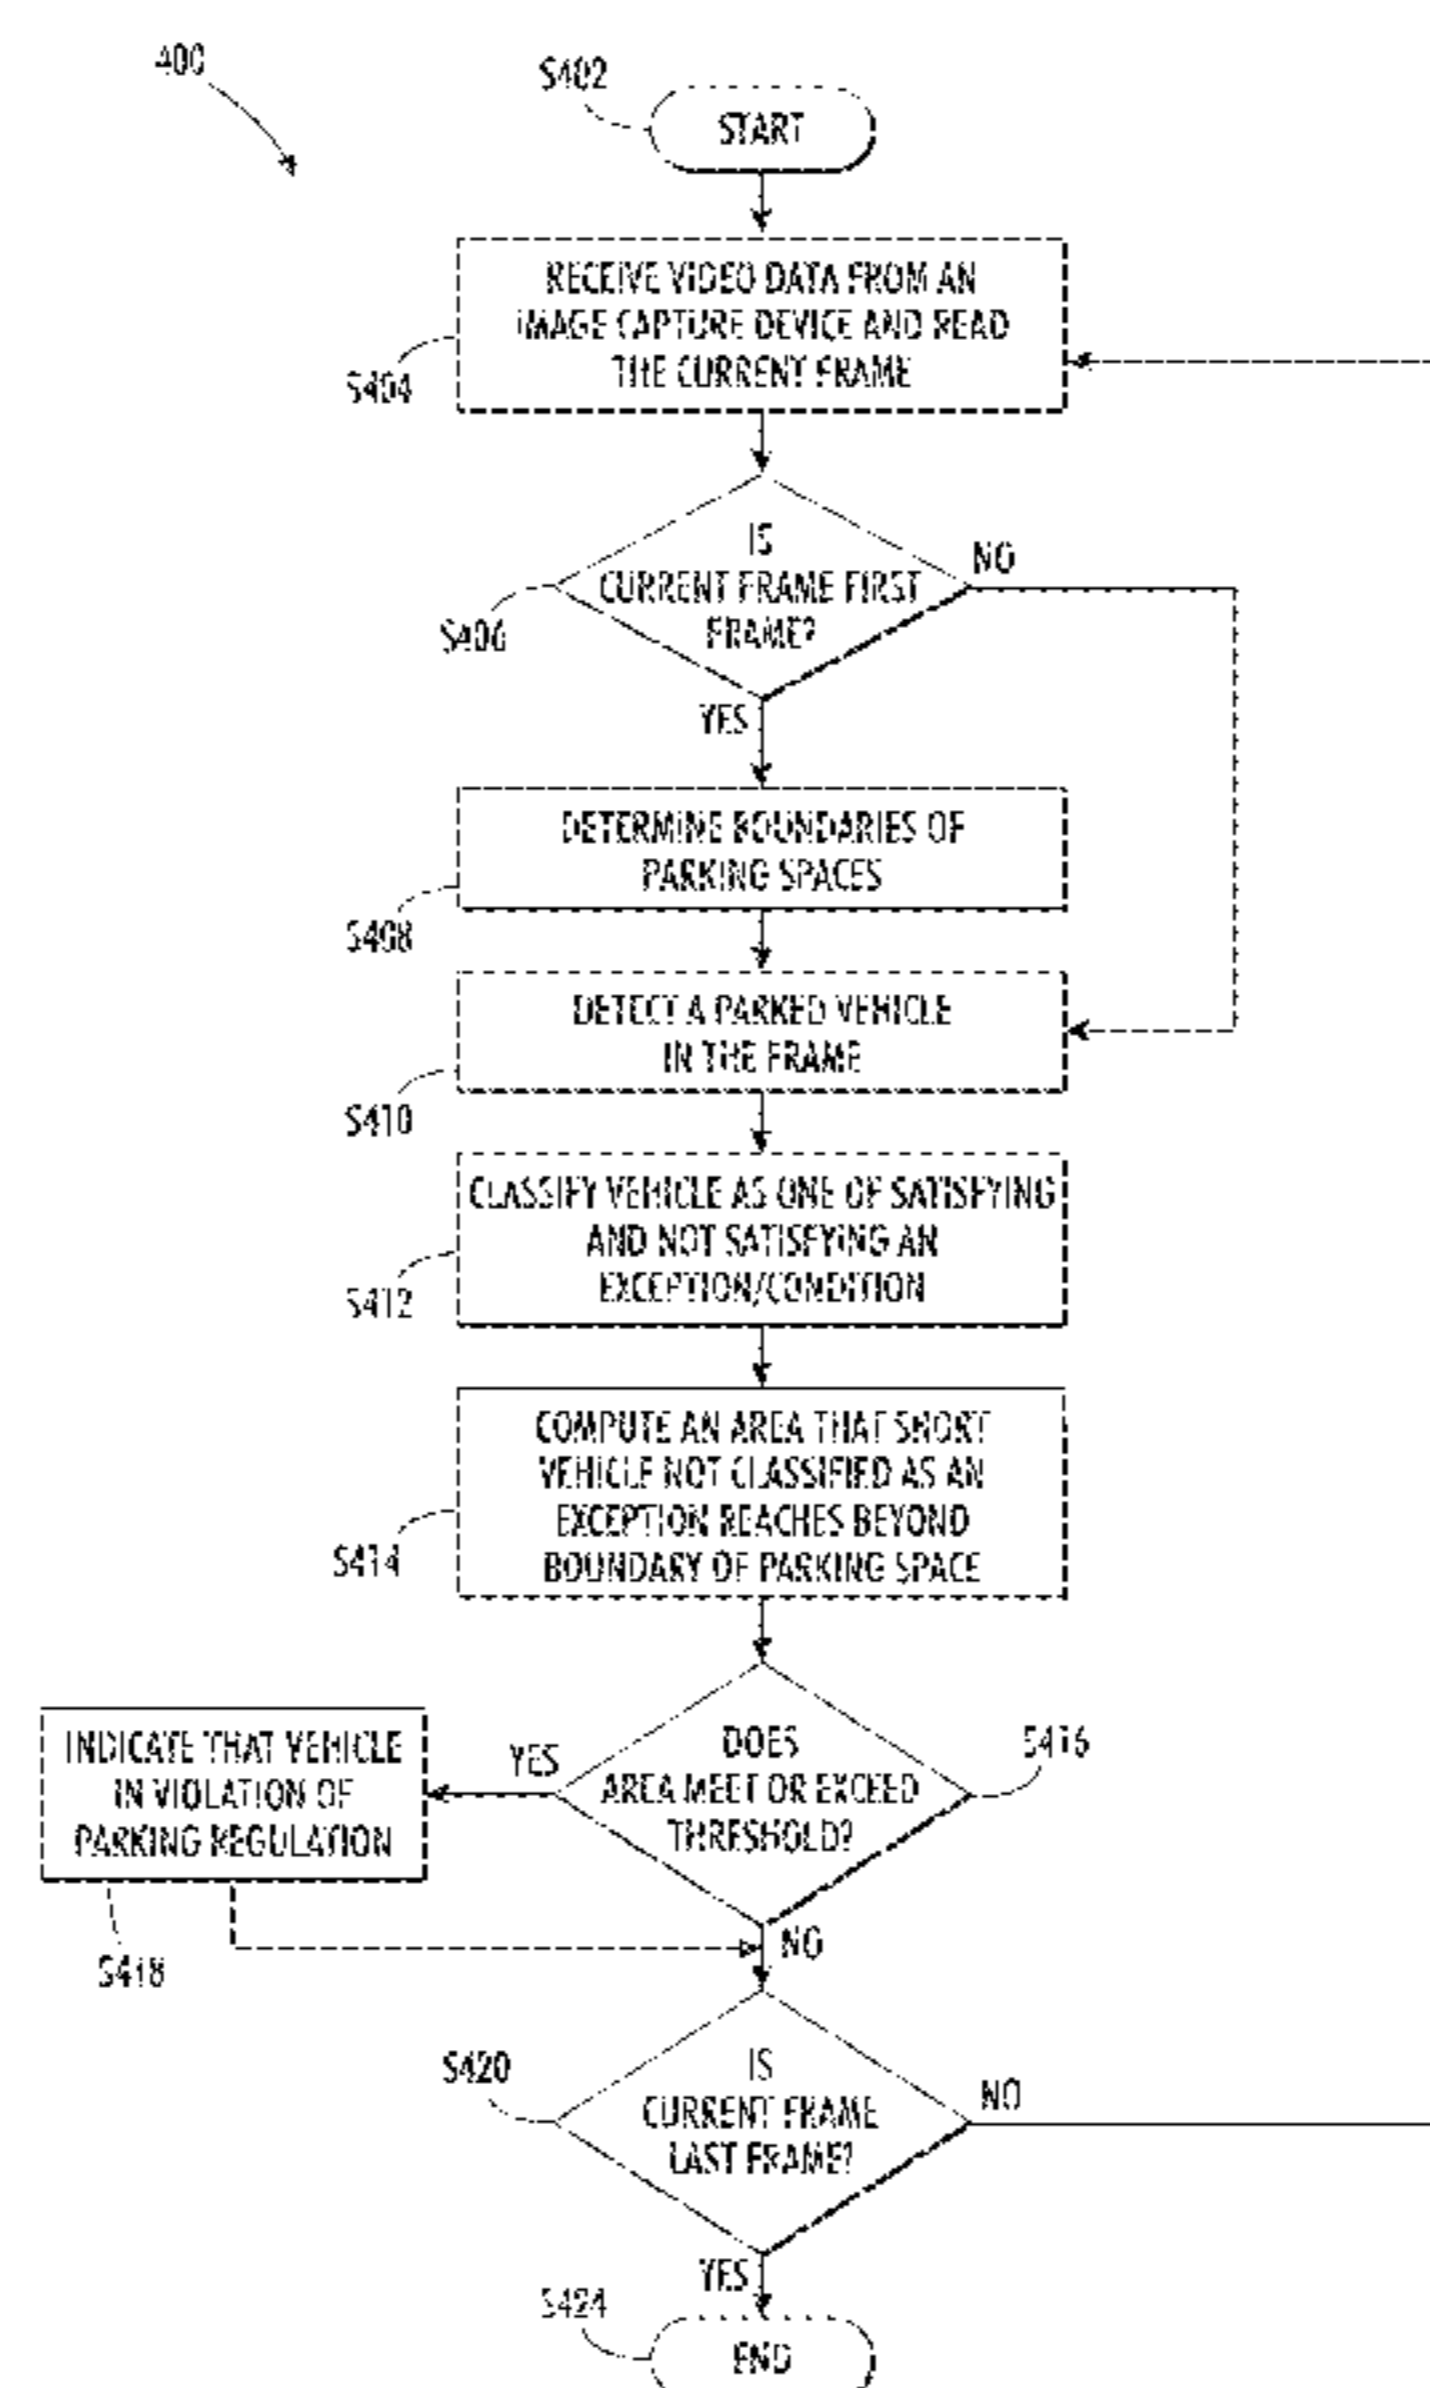 400
S402
START
RECEIVE VIDEO DATA FROM AN
IMAGE CAPTURE DEVICE AND READ
THE CURRENT FRAME
S404
IS
CURRENT FRAME FIRST
FRAME?
NO
S406
YES
DETERMINE BOUNDARIES OF
PARKING SPACES
S408
DETECT A PARKED VEHICLE
IN THE FRAME
S410
CLASSIFY VEHICLE AS ONE OF SATISFYING
AND NOT SATISFYING AN
EXCEPTION/CONDITION
S412
COMPUTE AN AREA THAT SHORT
VEHICLE NOT CLASSIFIED AS AN
EXCEPTION REACHES BEYOND
BOUNDARY OF PARKING SPACE
S414
DOES
AREA MEET OR EXCEED
THRESHOLD?
S416
YES
INDICATE THAT VEHICLE
IN VIOLATION OF
PARKING REGULATION
S418
NO
S420
IS
CURRENT FRAME
LAST FRAME?
NO
YES
S424
END